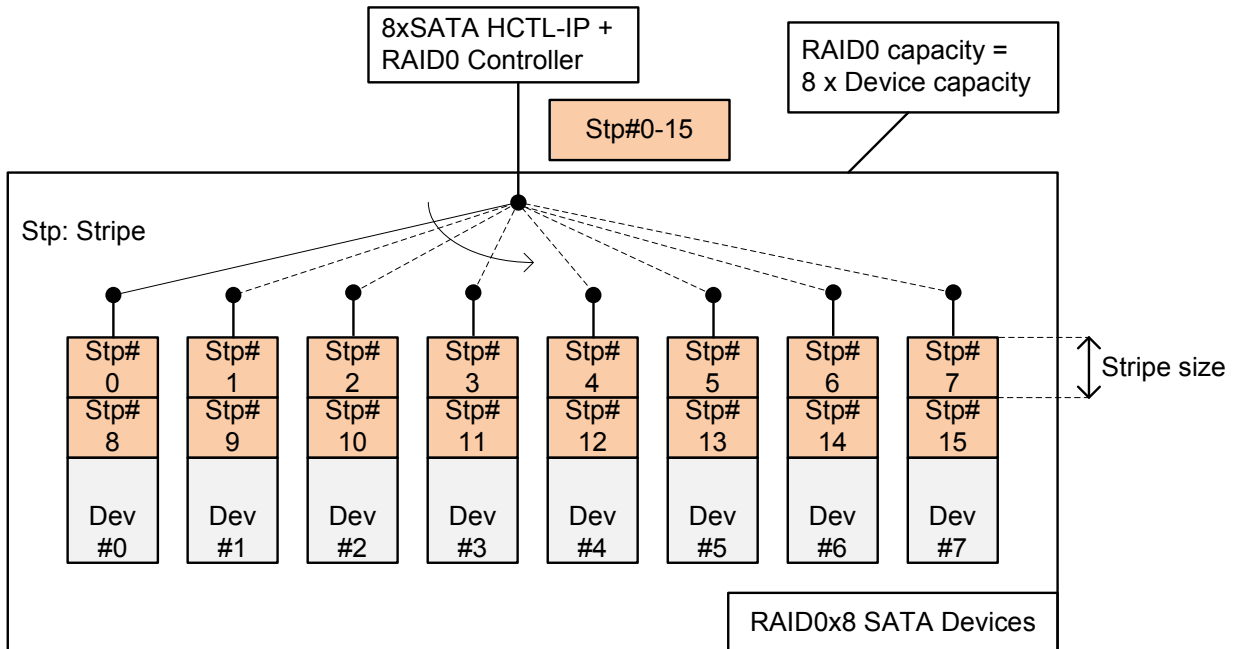 8xSATA HCTL-IP +
RAID0 Controller
RAID0 capacity =
8 x Device capacity
Stp#0-15
Stp: Stripe
Stp#
0
Stp#
1
Stp#
2
Stp#
3
Stp#
4
Stp#
5
Stp#
6
Stp#
7
Stripe size
Stp#
8
Stp#
9
Stp#
10
Stp#
11
Stp#
12
Stp#
13
Stp#
14
Stp#
15
Dev
#0
Dev
#1
Dev
#2
Dev
#3
Dev
#4
Dev
#5
Dev
#6
Dev
#7
RAID0x8 SATA Devices